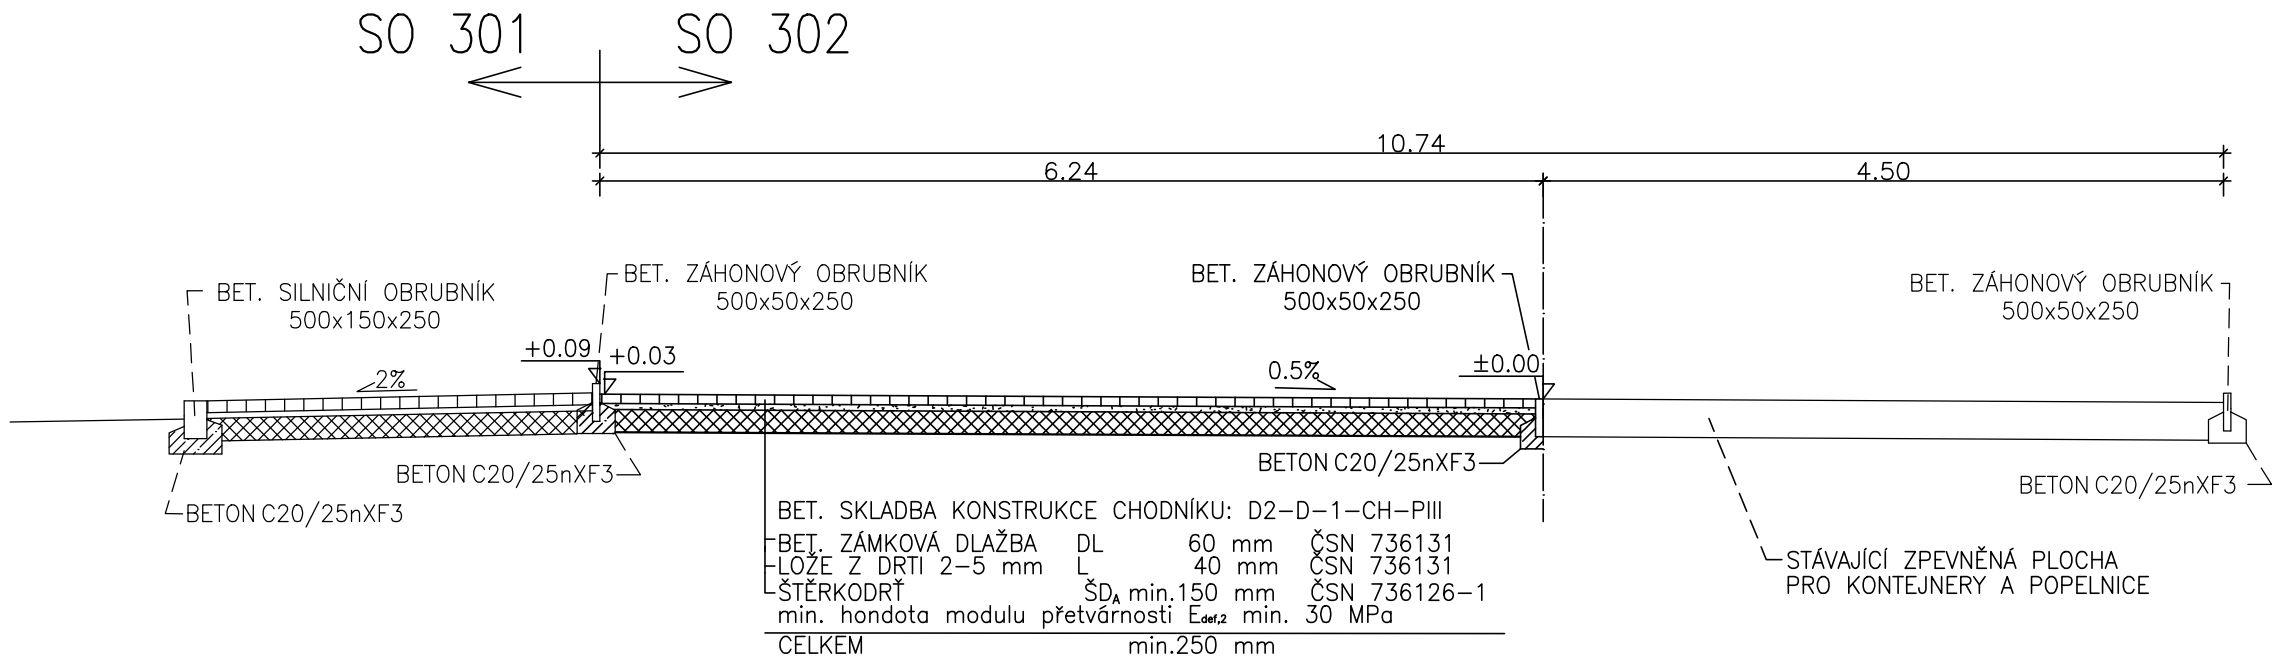 SO 301 SO 302
10.74
6.24 4.50
BET. SILNIČNÍ OBRUBNÍK
500x150x250
BET. ZÁHONOVÝ OBRUBNÍK
500x50x250
BET. ZÁHONOVÝ OBRUBNÍK
500x50x250
BET. ZÁHONOVÝ OBRUBNÍK
500x50x250
+0.09 +0.03 ±0.00
2% 0.5%
BETON C20/25nXF3
BETON C20/25nXF3
BETON C20/25nXF3
BETON C20/25nXF3
BET. SKLADBA KONSTRUKCE CHODNÍKU: D2-D-1-CH-PIII
BET. ZÁMKOVÁ DLAŽBA DL 60 mm ČSN 736131
LOŽE Z DRTI 2-5 mm L 40 mm ČSN 736131
ŠTĚRKODRŤ ŠDA min.150 mm ČSN 736126-1
min. hondota modulu přetvárnosti Edef,2 min. 30 MPa
CELKEM min.250 mm
STÁVAJÍCÍ ZPEVNĚNÁ PLOCHA
PRO KONTEJNERY A POPELNICE